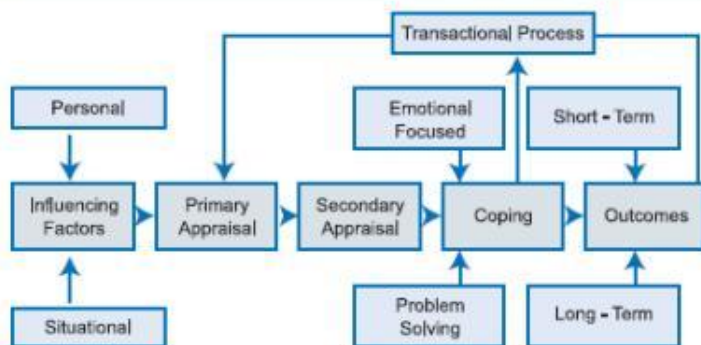 Transactional Process
Personal
Emotional
Focused
Short - Term
Influencing
Factors
Primary
Appraisal
Secondary
Appraisal
Coping
Outcomes
Situational
Problem
Solving
Long - Term